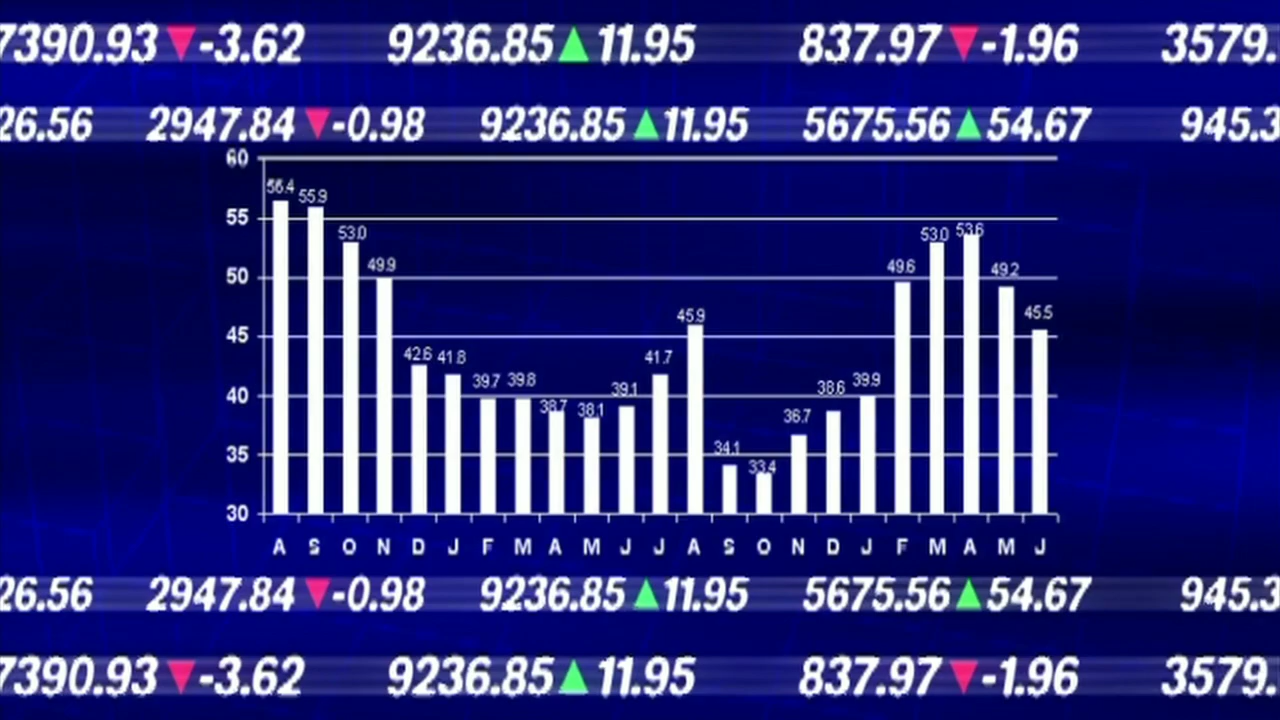 7390.93 ▼ -3.62 9236.85 ▲ 11.95 837.97 ▼ -1.96 3579.
26.56 2947.84 ▼ -0.98 9236.85 ▲ 11.95 5675.56 ▲ 54.67 945.3
60
56.4 55.9
55
53.0 53.0 53.6
49.9 49.6 49.2
50
45.9 45.5
45
42.6 41.8 41.7
39.7 39.8 38.7 38.1 39.1 38.6 39.9
40
36.7
35
34.1 33.4
30
A S O N D J F M A M J J A S O N D J F M A M J
26.56 2947.84 ▼ -0.98 9236.85 ▲ 11.95 5675.56 ▲ 54.67 945.3
7390.93 ▼ -3.62 9236.85 ▲ 11.95 837.97 ▼ -1.96 3579.